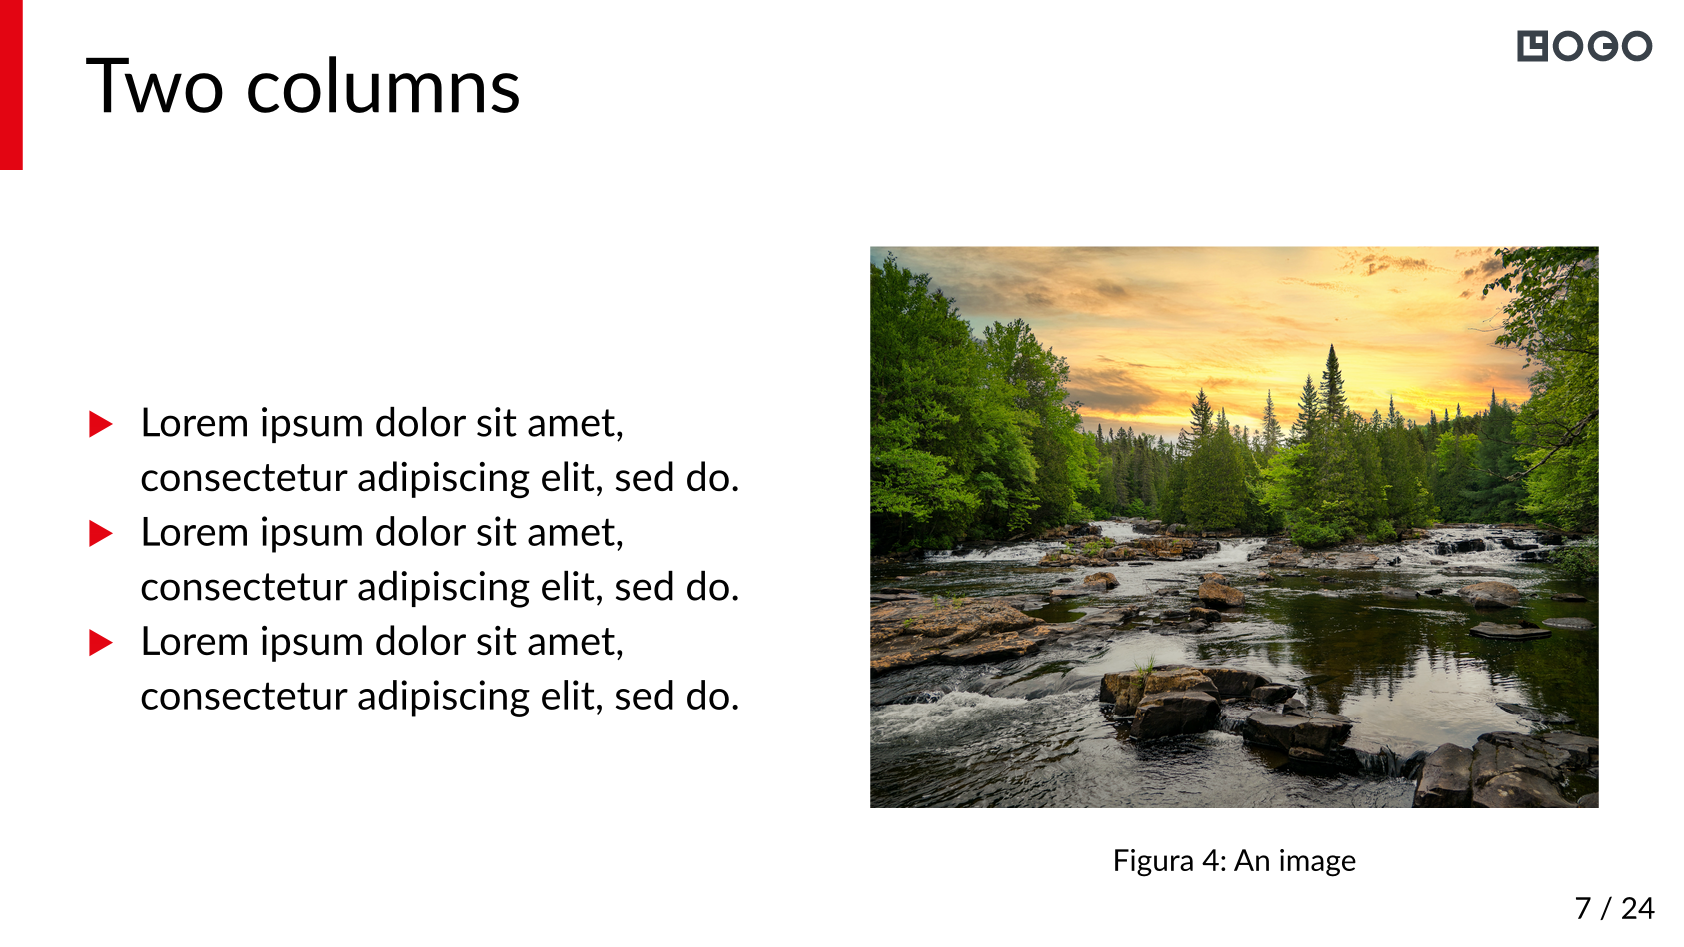 Two columns
LOGO
Lorem ipsum dolor sit amet,
consectetur adipiscing elit, sed do.
Lorem ipsum dolor sit amet,
consectetur adipiscing elit, sed do.
Lorem ipsum dolor sit amet,
consectetur adipiscing elit, sed do.
Figura 4: An image
7 / 24